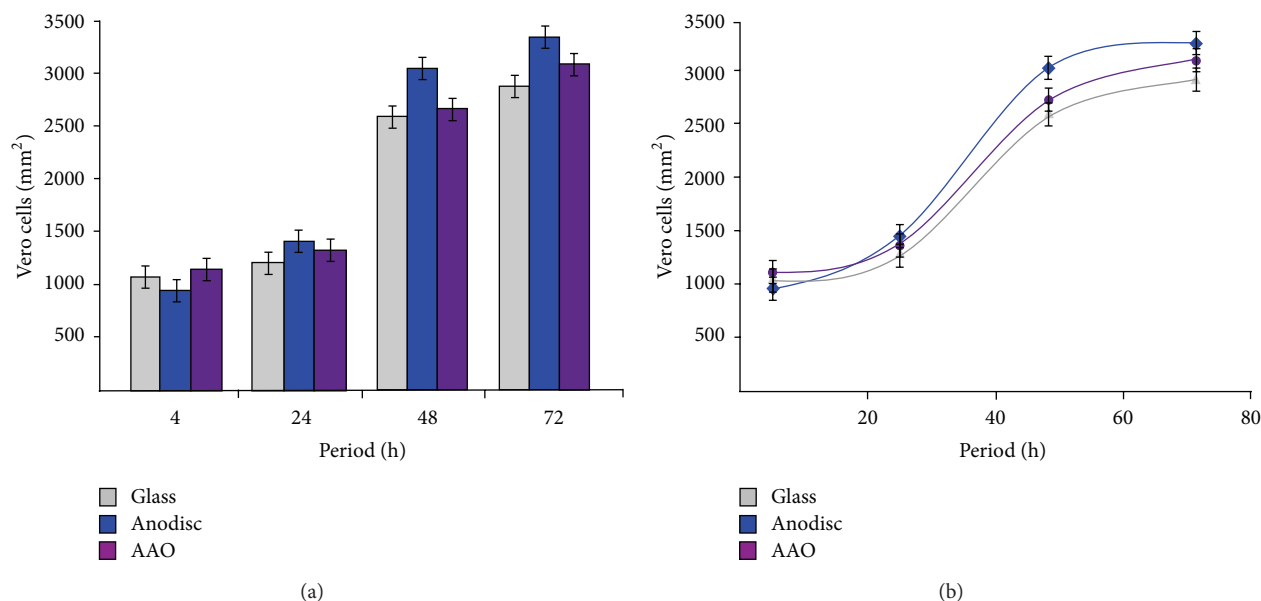 3500
3000
2500
2000
1500
1000
500
Vero cells (mm²)
4 24 48 72
Period (h)
Glass
Anodisc
AAO
(a)
3500
3000
2500
2000
1500
1000
500
Vero cells (mm²)
20 40 60 80
Period (h)
Glass
Anodisc
AAO
(b)